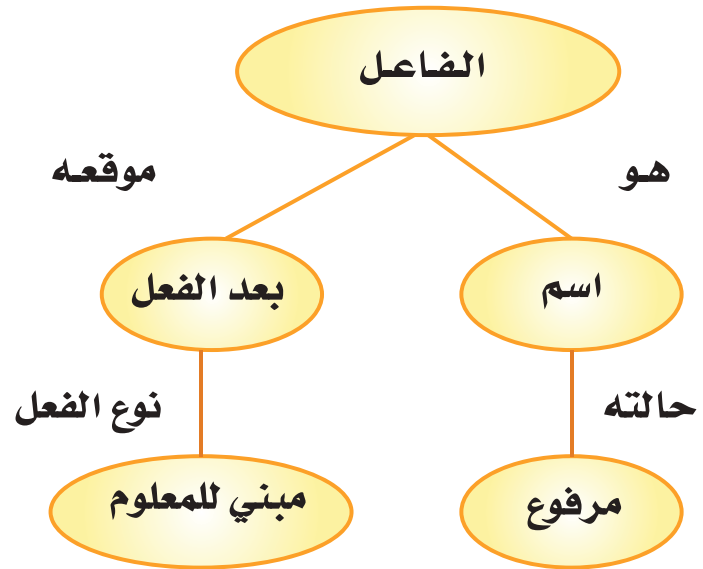 الفاعل
هو
موقعه
اسم
بعد الفعل
حالته
نوع الفعل
مرفوع
مبني للمعلوم